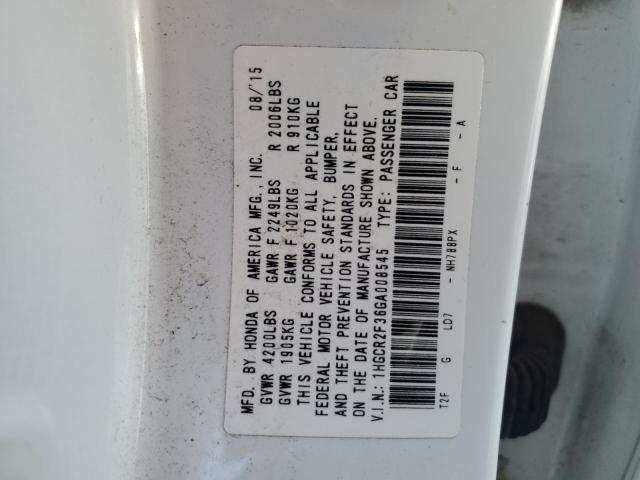 MFD. BY HONDA OF AMERICA MFG., INC. 08/'15
GVWR 4200LBS GAWR F 2249LBS R 2006LBS
GVWR 1905KG GAWR F 1020KG R 910KG
THIS VEHICLE CONFORMS TO ALL APPLICABLE
FEDERAL MOTOR VEHICLE SAFETY, BUMPER,
AND THEFT PREVENTION STANDARDS IN EFFECT
ON THE DATE OF MANUFACTURE SHOWN ABOVE.
V.I.N.: 1HGCR2F36GA008545 TYPE: PASSENGER CAR
T2F G LD7 - NH788PX - F - A